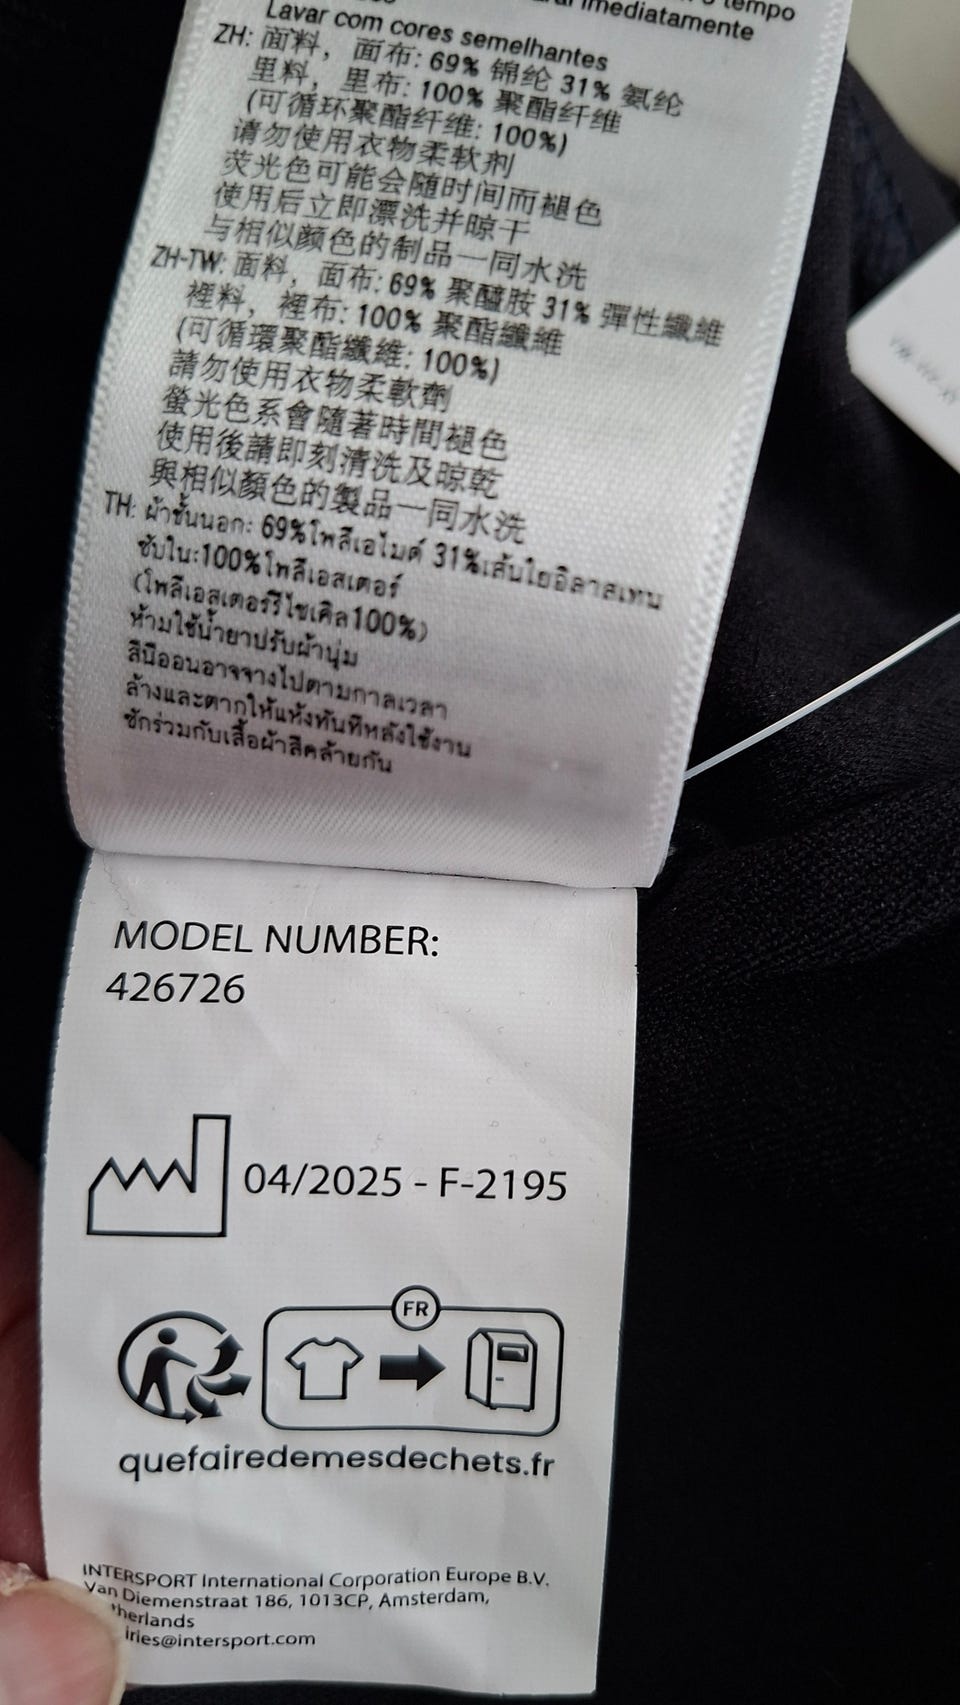 tempo
imediatamente
Lavar com cores semelhantes
ZH: 面料，面布: 69% 锦纶 31% 氨纶
里料，里布: 100% 聚酯纤维
(可循环聚酯纤维: 100%)
请勿使用衣物柔软剂
荧光色可能会随时间而褪色
使用后立即漂洗并晾干
与相似颜色的制品一同水洗
ZH-TW: 面料，面布: 69% 聚醯胺 31% 彈性纖維
裡料，裡布: 100% 聚酯纖維
(可循環聚酯纖維: 100%)
請勿使用衣物柔軟劑
螢光色系會隨著時間褪色
使用後請即刻清洗及晾乾
與相似顏色的製品一同水洗
TH: ผ้าชั้นนอก: 69%โพลีเอไมด์ 31%เส้นใยอิลาสเทน
ซับใน:100%โพลีเอสเตอร์
(โพลีเอสเตอร์รีไซเคิล100%)
ห้ามใช้น้ำยาปรับผ้านุ่ม
สีนีออนอาจจางไปตามกาลเวลา
ล้างและตากให้แห้งทันทีหลังใช้งาน
ซักร่วมกับเสื้อผ้าสีคล้ายกัน
MODEL NUMBER:
426726
04/2025 - F-2195
FR
quefairedemesdechets.fr
INTERSPORT International Corporation Europe B.V.
Van Diemenstraat 186, 1013CP, Amsterdam,
therlands
iries@intersport.com